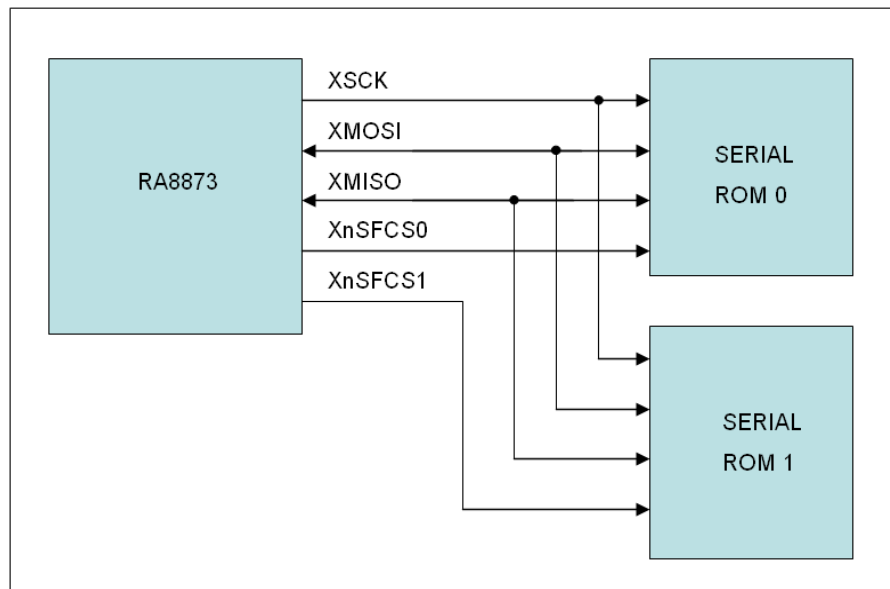 XSCK
XMOSI
RA8873
XMISO
XnSFCS0
XnSFCS1
SERIAL
ROM 0
SERIAL
ROM 1